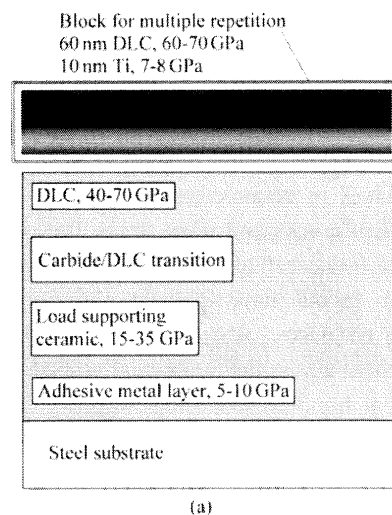 Block for multiple repetition
60 nm DLC, 60-70 GPa
10 nm Ti, 7-8 GPa
DLC, 40-70 GPa
Carbide/DLC transition
Load supporting
ceramic, 15-35 GPa
Adhesive metal layer, 5-10 GPa
Steel substrate
(a)